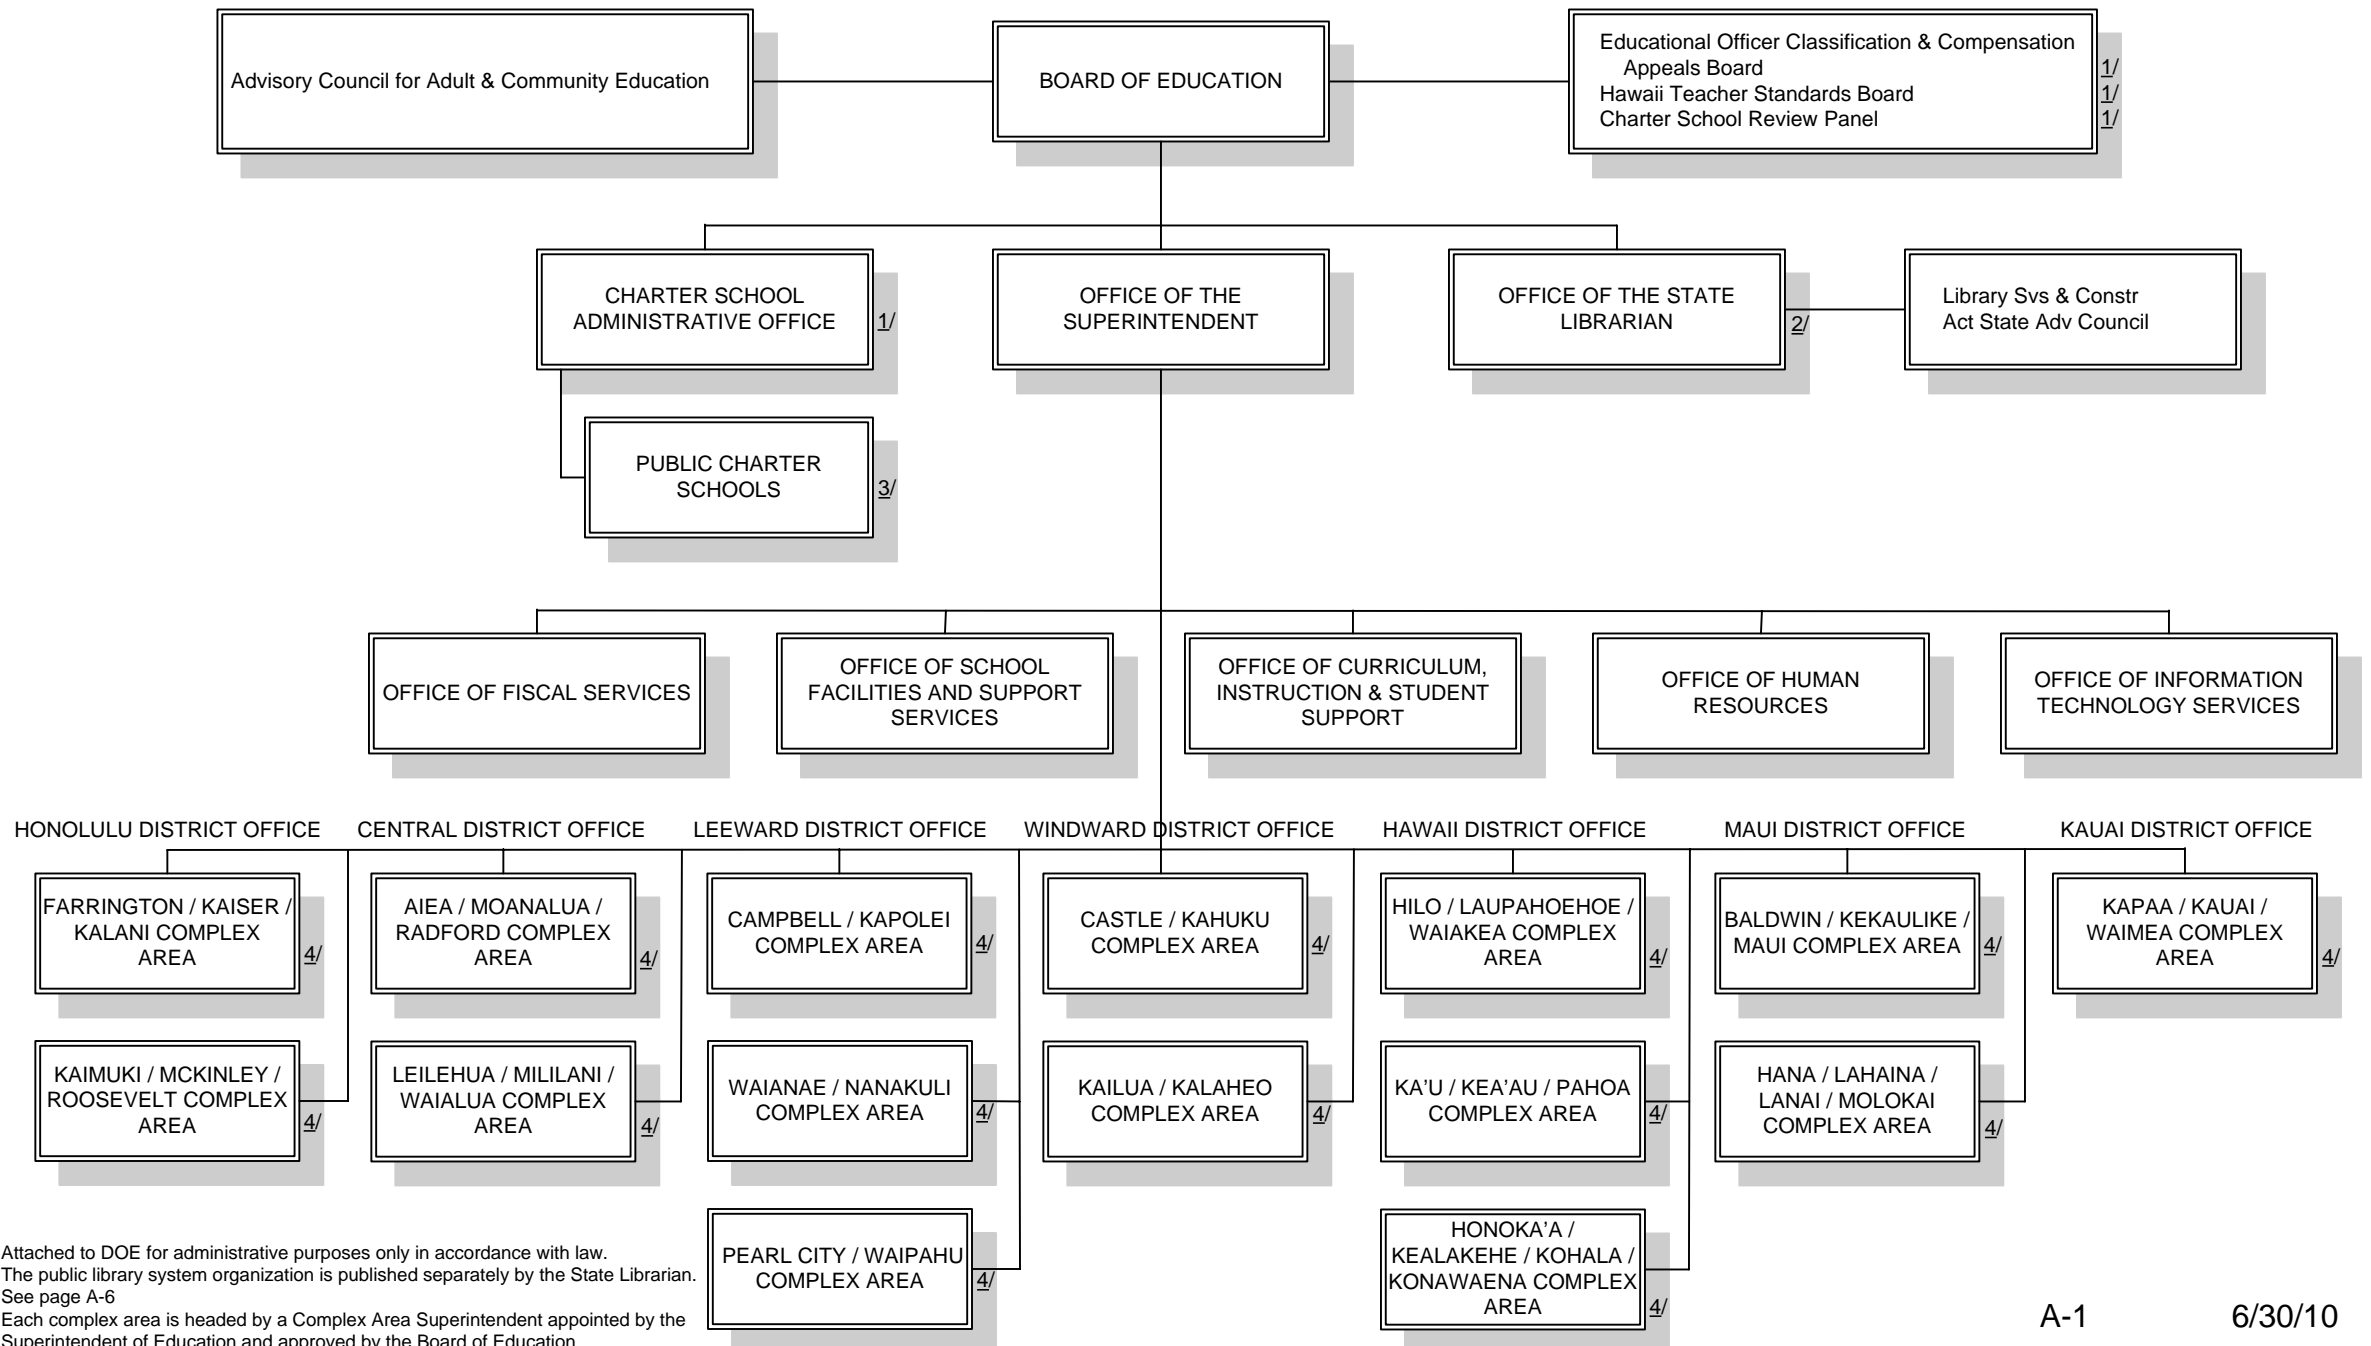 Advisory Council for Adult & Community Education
BOARD OF EDUCATION
Educational Officer Classification & Compensation
Appeals Board 1/
Hawaii Teacher Standards Board 1/
Charter School Review Panel 1/
CHARTER SCHOOL
ADMINISTRATIVE OFFICE 1/
OFFICE OF THE
SUPERINTENDENT
OFFICE OF THE STATE
LIBRARIAN 2/
Library Svs & Constr
Act State Adv Council
PUBLIC CHARTER
SCHOOLS 3/
OFFICE OF FISCAL SERVICES
OFFICE OF SCHOOL
FACILITIES AND SUPPORT
SERVICES
OFFICE OF CURRICULUM,
INSTRUCTION & STUDENT
SUPPORT
OFFICE OF HUMAN
RESOURCES
OFFICE OF INFORMATION
TECHNOLOGY SERVICES
HONOLULU DISTRICT OFFICE
CENTRAL DISTRICT OFFICE
LEEWARD DISTRICT OFFICE
WINDWARD DISTRICT OFFICE
HAWAII DISTRICT OFFICE
MAUI DISTRICT OFFICE
KAUAI DISTRICT OFFICE
FARRINGTON / KAISER /
KALANI COMPLEX
AREA 4/
AIEA / MOANALUA /
RADFORD COMPLEX
AREA 4/
CAMPBELL / KAPOLEI
COMPLEX AREA 4/
CASTLE / KAHUKU
COMPLEX AREA 4/
HILO / LAUPAHOEHOE /
WAIAKEA COMPLEX
AREA 4/
BALDWIN / KEKAULIKE /
MAUI COMPLEX AREA 4/
KAPAA / KAUAI /
WAIMEA COMPLEX
AREA 4/
KAIMUKI / MCKINLEY /
ROOSEVELT COMPLEX
AREA 4/
LEILEHUA / MILILANI /
WAIALUA COMPLEX
AREA 4/
WAIANAE / NANAKULI
COMPLEX AREA 4/
KAILUA / KALAHEO
COMPLEX AREA 4/
KA'U / KEA'AU / PAHOA
COMPLEX AREA 4/
HANA / LAHAINA /
LANAI / MOLOKAI
COMPLEX AREA 4/
PEARL CITY / WAIPAHU
COMPLEX AREA 4/
HONOKA'A /
KEALAKEHE / KOHALA /
KONAWAENA COMPLEX
AREA 4/
Attached to DOE for administrative purposes only in accordance with law.
The public library system organization is published separately by the State Librarian.
See page A-6
Each complex area is headed by a Complex Area Superintendent appointed by the
Superintendent of Education and approved by the Board of Education
A-1 6/30/10